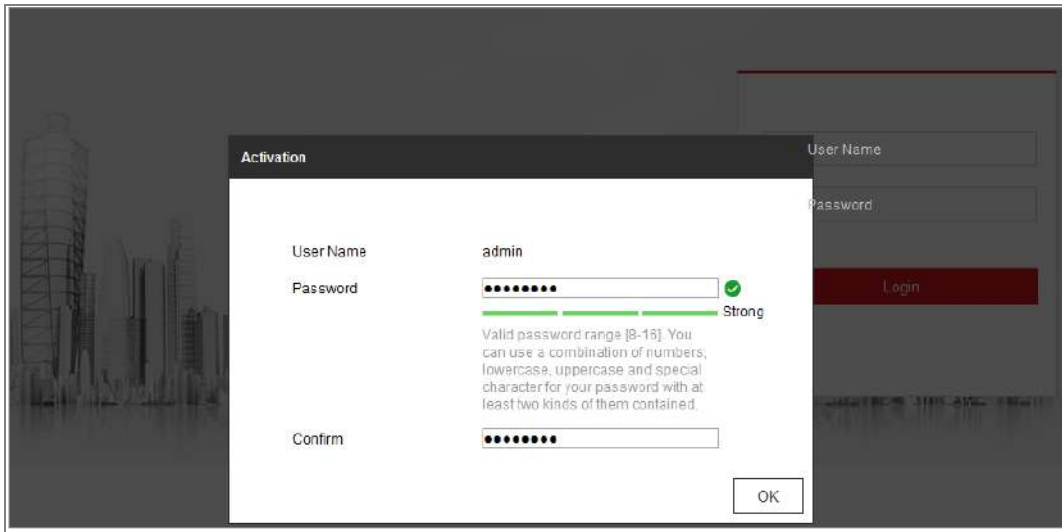 Activation
User Name
Password
Login
User Name admin
Password ●●●●●●●●
Strong
Valid password range [8-16]. You
can use a combination of numbers,
lowercase, uppercase and special
character for your password with at
least two kinds of them contained.
Confirm ●●●●●●●●
OK